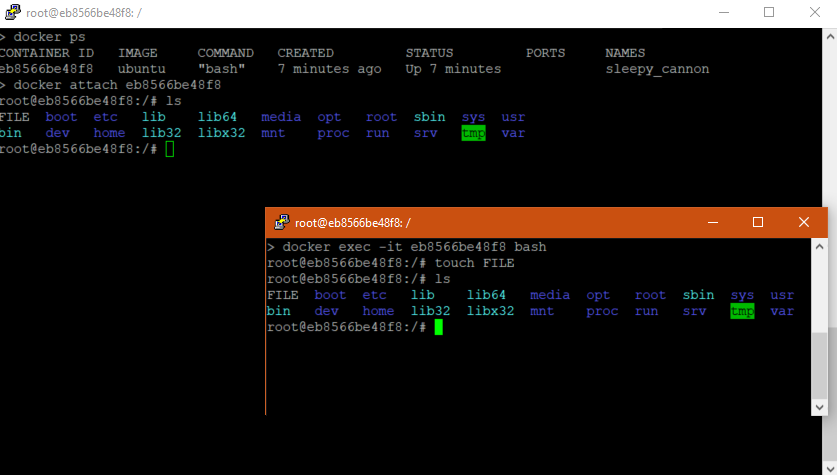 root@eb8566be48f8: /
> docker ps
CONTAINER ID   IMAGE     COMMAND   CREATED         STATUS         PORTS     NAMES
eb8566be48f8   ubuntu    "bash"    7 minutes ago   Up 7 minutes             sleepy_cannon
> docker attach eb8566be48f8
root@eb8566be48f8:/# ls
FILE  boot  etc   lib    lib64   media  opt   root  sbin  sys  usr
bin   dev   home  lib32  libx32  mnt    proc  run   srv   tmp  var
root@eb8566be48f8:/#
root@eb8566be48f8: /
> docker exec -it eb8566be48f8 bash
root@eb8566be48f8:/# touch FILE
root@eb8566be48f8:/# ls
FILE  boot  etc   lib    lib64   media  opt   root  sbin  sys  usr
bin   dev   home  lib32  libx32  mnt    proc  run   srv   tmp  var
root@eb8566be48f8:/#